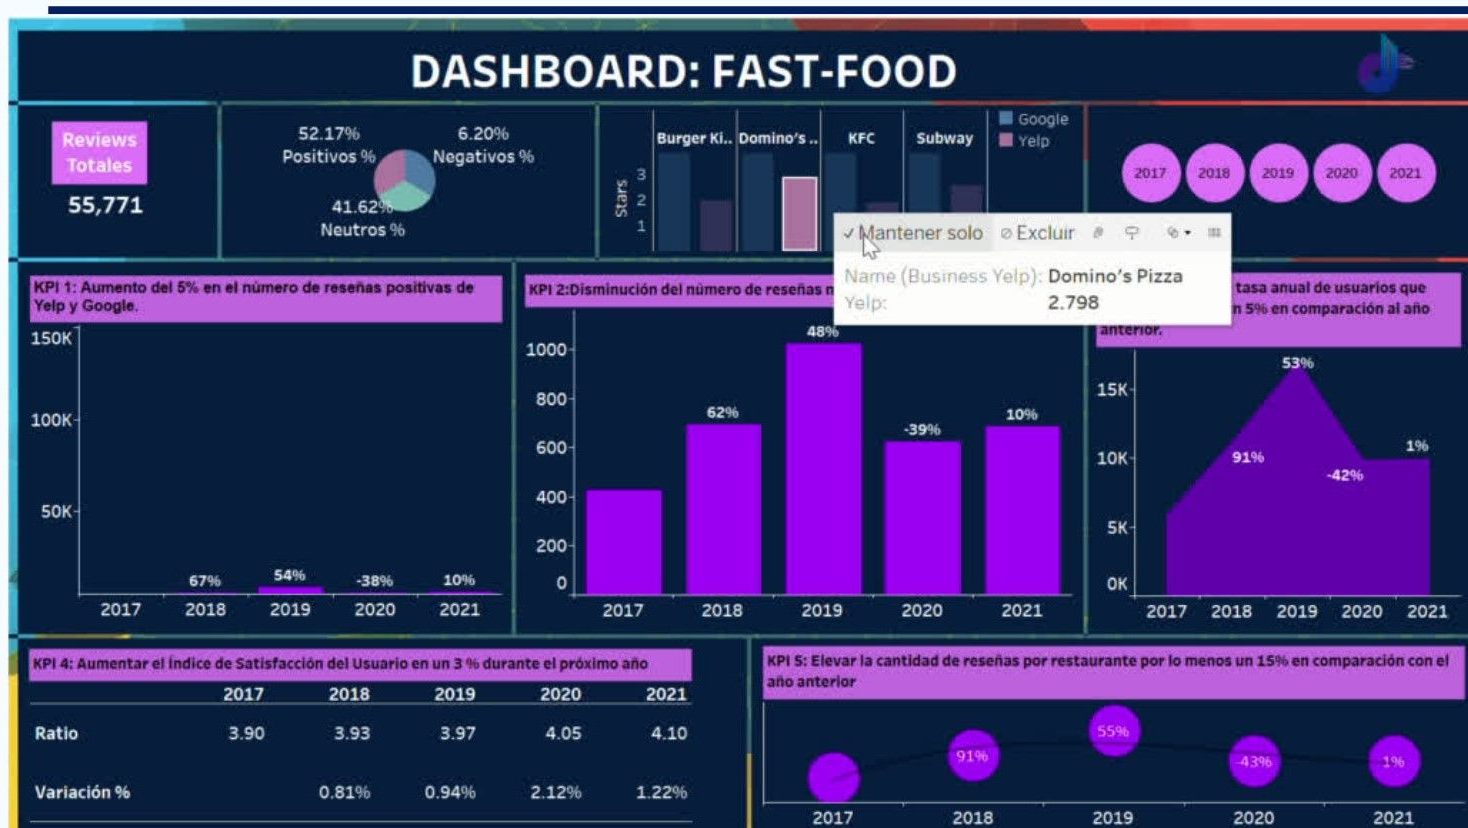 DASHBOARD: FAST-FOOD
Reviews
Totales
55,771
52.17%
Positivos %
6.20%
Negativos %
41.62%
Neutros %
Burger Ki..
Domino's ..
KFC
Subway
Stars
3
2
1
Google
Yelp
2017
2018
2019
2020
2021
Mantener solo
Excluir
Name (Business Yelp): Domino's Pizza
Yelp: 2.798
KPI 1: Aumento del 5% en el número de reseñas positivas de
Yelp y Google.
150K
100K
50K
67%
54%
-38%
10%
2017
2018
2019
2020
2021
KPI 2:Disminución del número de reseñas
1000
800
600
400
200
0
62%
48%
-39%
10%
2017
2018
2019
2020
2021
tasa anual de usuarios que
n 5% en comparación al año
anterior.
15K
10K
5K
0K
91%
53%
-42%
1%
2017
2018
2019
2020
2021
KPI 4: Aumentar el Índice de Satisfacción del Usuario en un 3 % durante el próximo año
2017 2018 2019 2020 2021
Ratio 3.90 3.93 3.97 4.05 4.10
Variación % 0.81% 0.94% 2.12% 1.22%
KPI 5: Elevar la cantidad de reseñas por restaurante por lo menos un 15% en comparación con el
año anterior
91%
55%
-43%
1%
2017
2018
2019
2020
2021